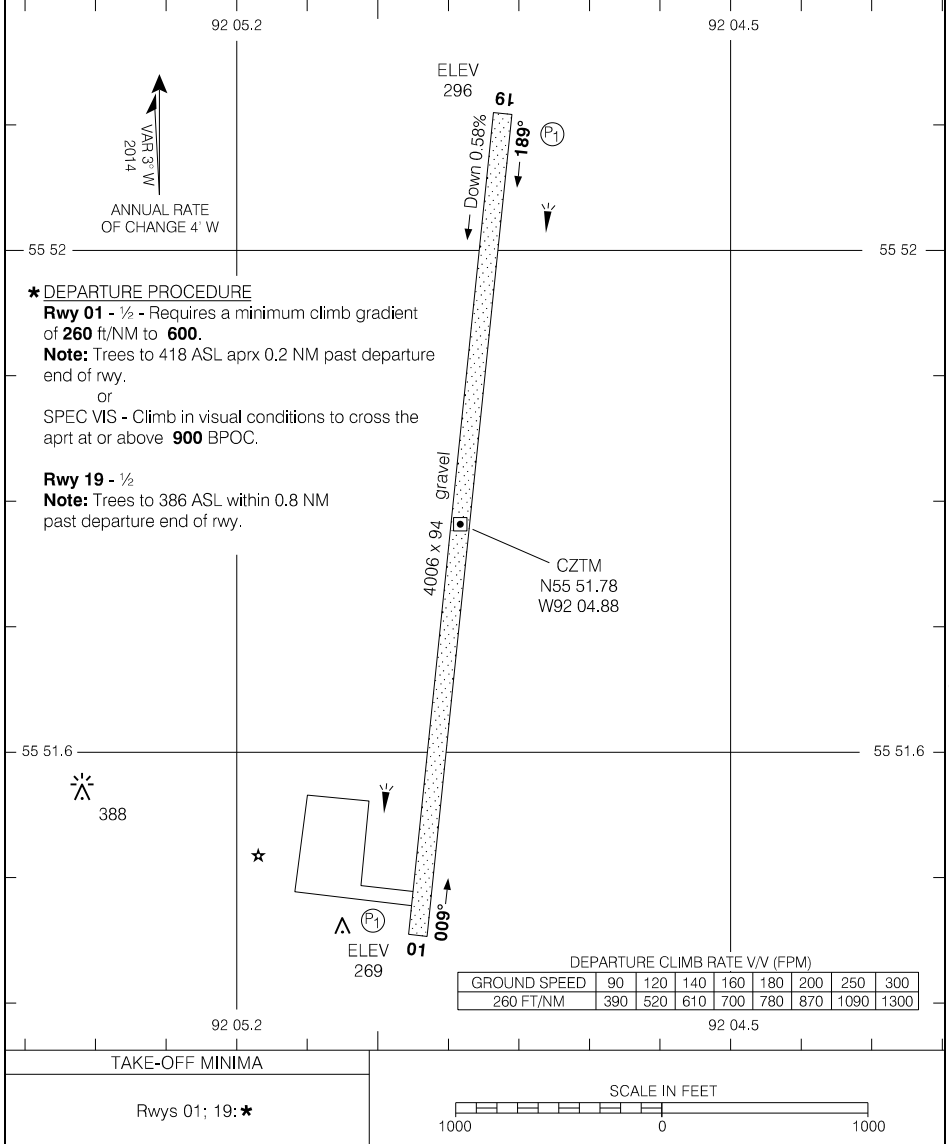 92 05.2
92 04.5
ELEV
296
19
189°
P1
Down 0.58%
VAR 3° W
2014
ANNUAL RATE
OF CHANGE 4' W
55 52
55 52
* DEPARTURE PROCEDURE
Rwy 01 - ½ - Requires a minimum climb gradient
of 260 ft/NM to 600.
Note: Trees to 418 ASL aprx 0.2 NM past departure
end of rwy.
or
SPEC VIS - Climb in visual conditions to cross the
aprt at or above 900 BPOC.
Rwy 19 - ½
Note: Trees to 386 ASL within 0.8 NM
past departure end of rwy.
4006 x 94 gravel
CZTM
N55 51.78
W92 04.88
55 51.6
55 51.6
388
P1
ELEV
269
01
009°
DEPARTURE CLIMB RATE V/V (FPM)
GROUND SPEED 90 120 140 160 180 200 250 300
260 FT/NM 390 520 610 700 780 870 1090 1300
92 05.2
92 04.5
TAKE-OFF MINIMA
Rwys 01; 19: *
SCALE IN FEET
1000 0 1000